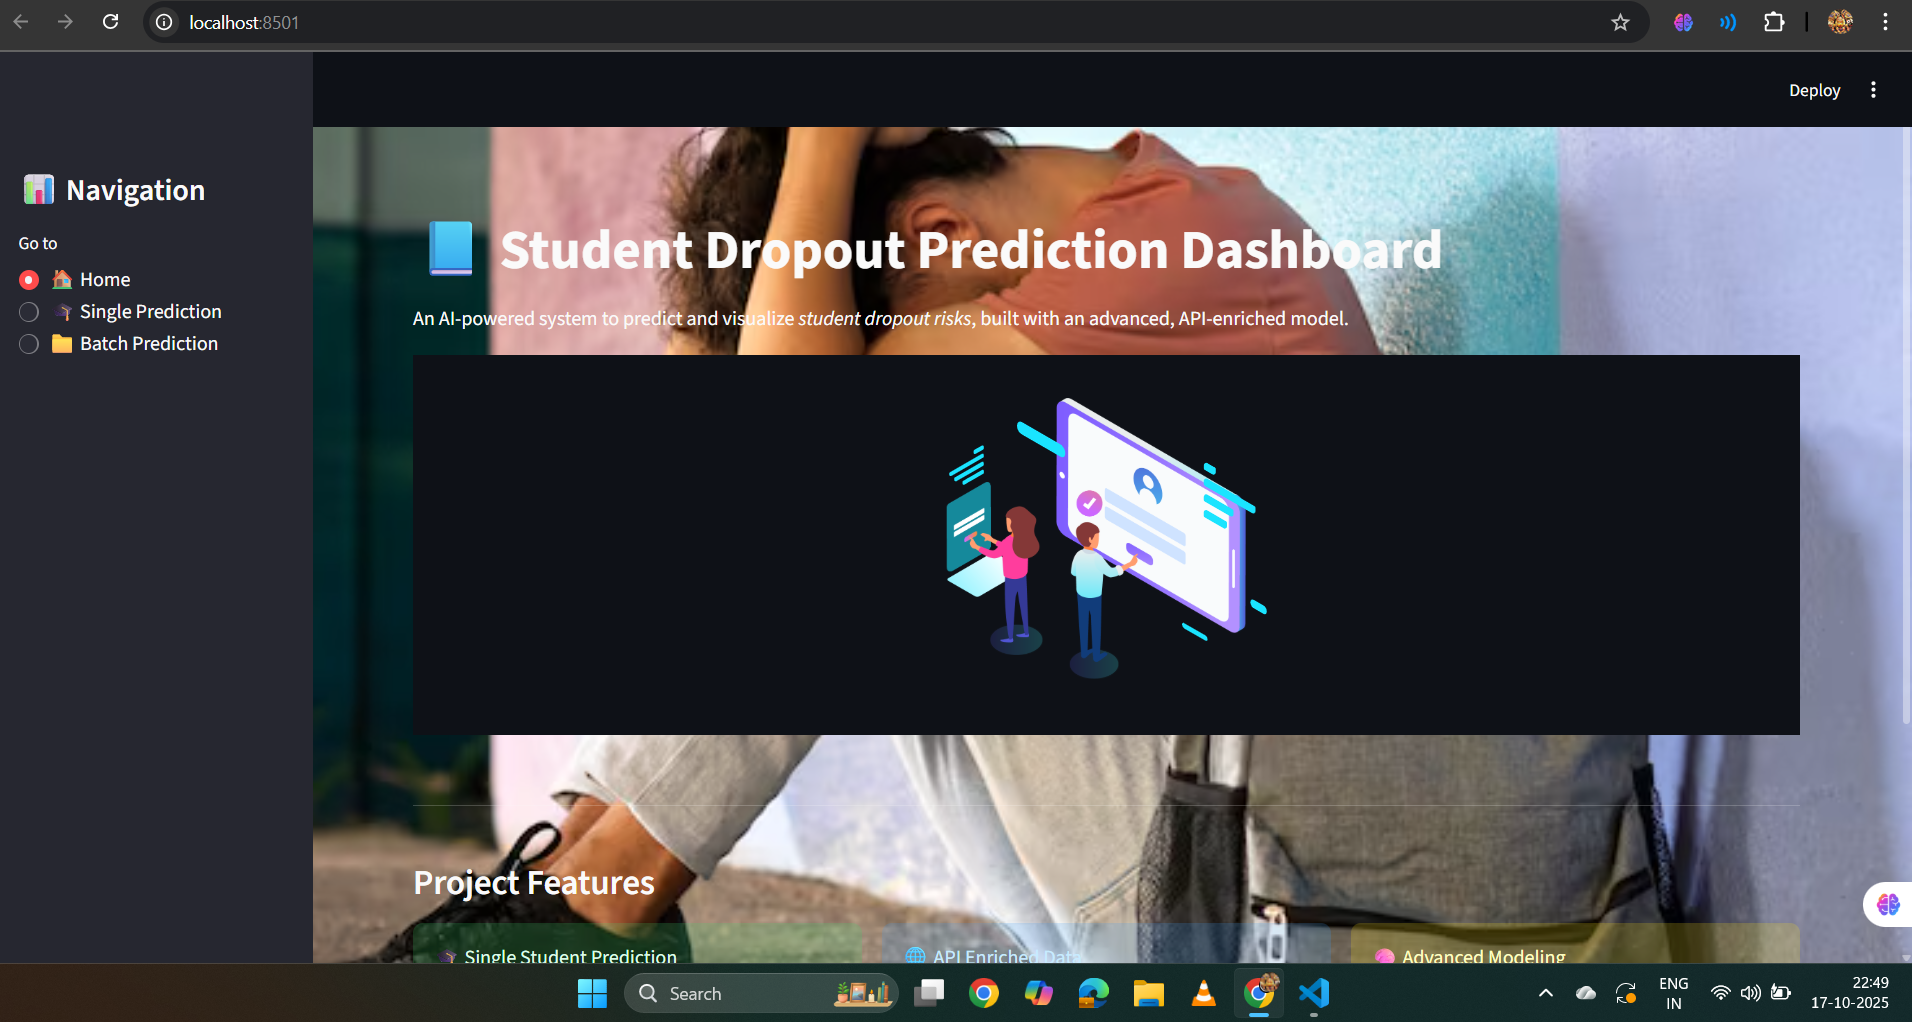 localhost:8501
Deploy
Navigation
Go to
Home
Single Prediction
Batch Prediction
Student Dropout Prediction Dashboard
An AI-powered system to predict and visualize student dropout risks, built with an advanced, API-enriched model.
Project Features
Single Student Prediction
API Enriched Data
Advanced Modeling
Search
ENG
IN
22:49
17-10-2025